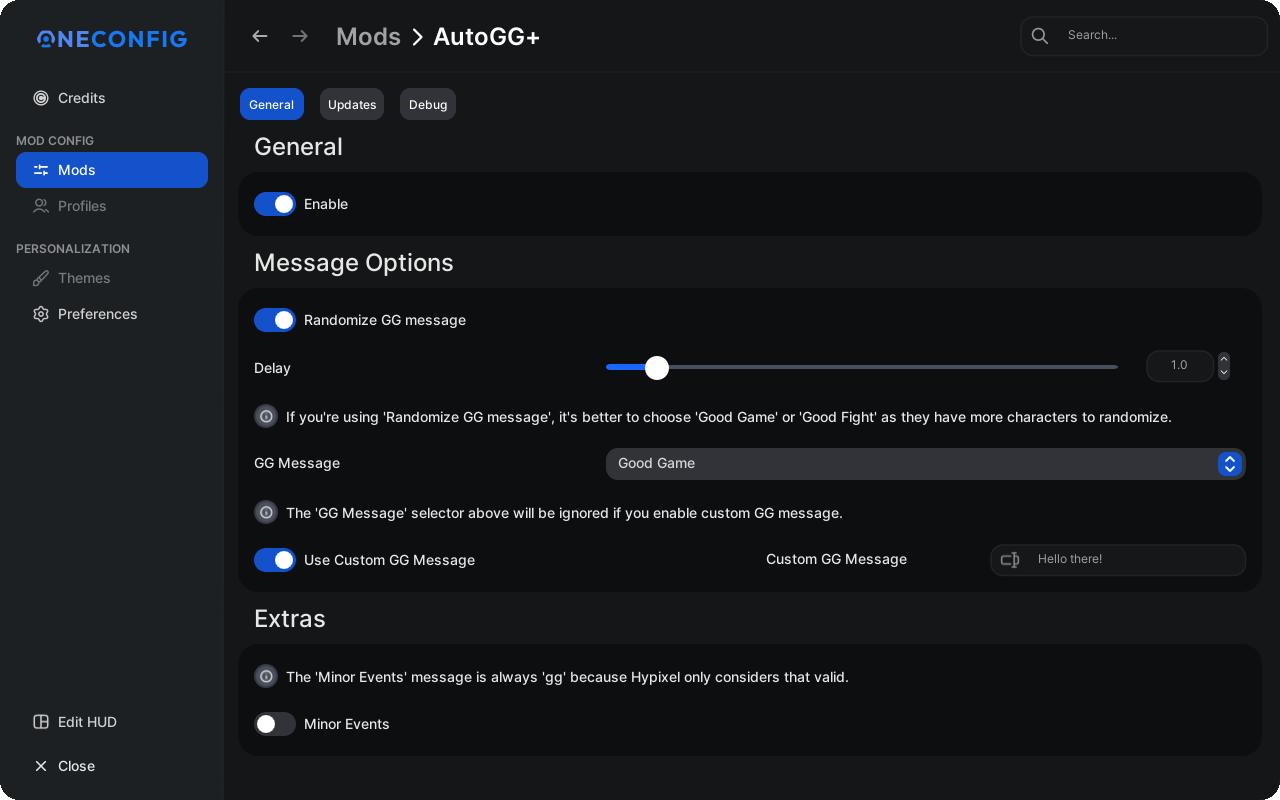 ONECONFIG
Mods
AutoGG+
Search...
Credits
MOD CONFIG
Mods
Profiles
PERSONALIZATION
Themes
Preferences
Edit HUD
Close
General
Updates
Debug
General
Enable
Message Options
Randomize GG message
Delay
1.0
If you're using 'Randomize GG message', it's better to choose 'Good Game' or 'Good Fight' as they have more characters to randomize.
GG Message
Good Game
The 'GG Message' selector above will be ignored if you enable custom GG message.
Use Custom GG Message
Custom GG Message
Hello there!
Extras
The 'Minor Events' message is always 'gg' because Hypixel only considers that valid.
Minor Events